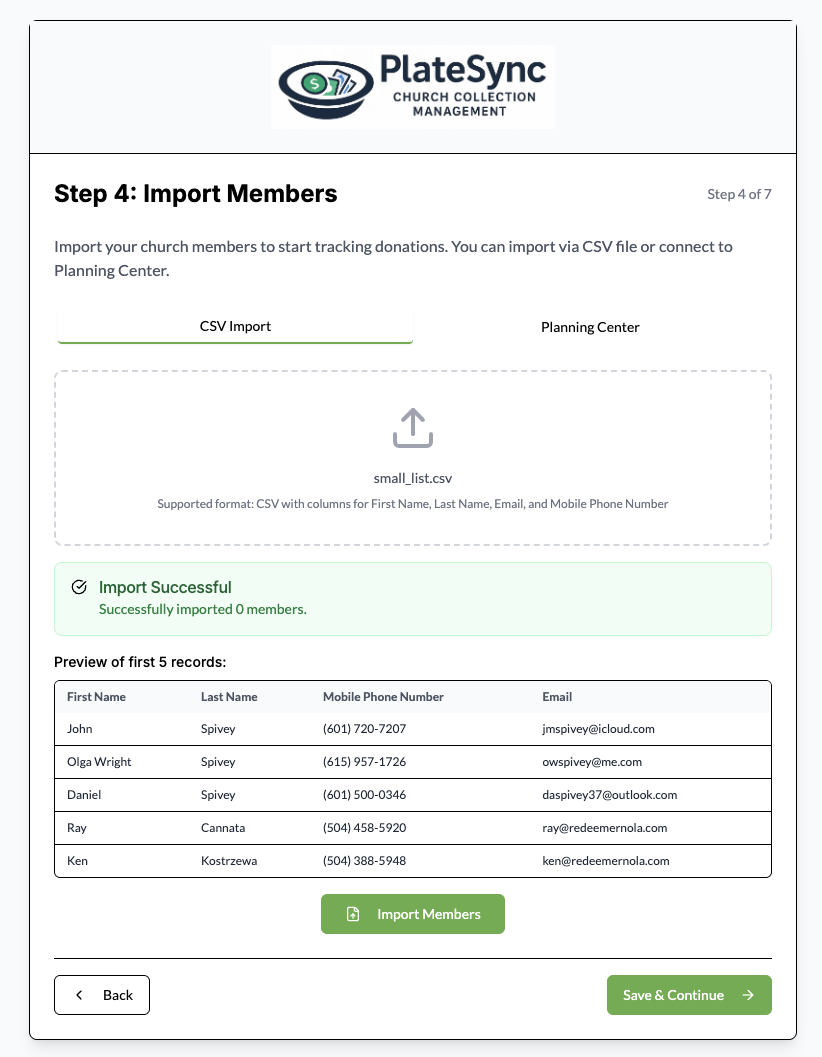 PlateSync
CHURCH COLLECTION
MANAGEMENT
Step 4: Import Members
Step 4 of 7
Import your church members to start tracking donations. You can import via CSV file or connect to
Planning Center.
CSV Import
Planning Center
small_list.csv
Supported format: CSV with columns for First Name, Last Name, Email, and Mobile Phone Number
Import Successful
Successfully imported 0 members.
Preview of first 5 records:
First Name Last Name Mobile Phone Number Email
John Spivey (601) 720-7207 jmspivey@icloud.com
Olga Wright Spivey (615) 957-1726 owspivey@me.com
Daniel Spivey (601) 500-0346 daspivey37@outlook.com
Ray Cannata (504) 458-5920 ray@redeemernola.com
Ken Kostrzewa (504) 388-5948 ken@redeemernola.com
Import Members
Back
Save & Continue